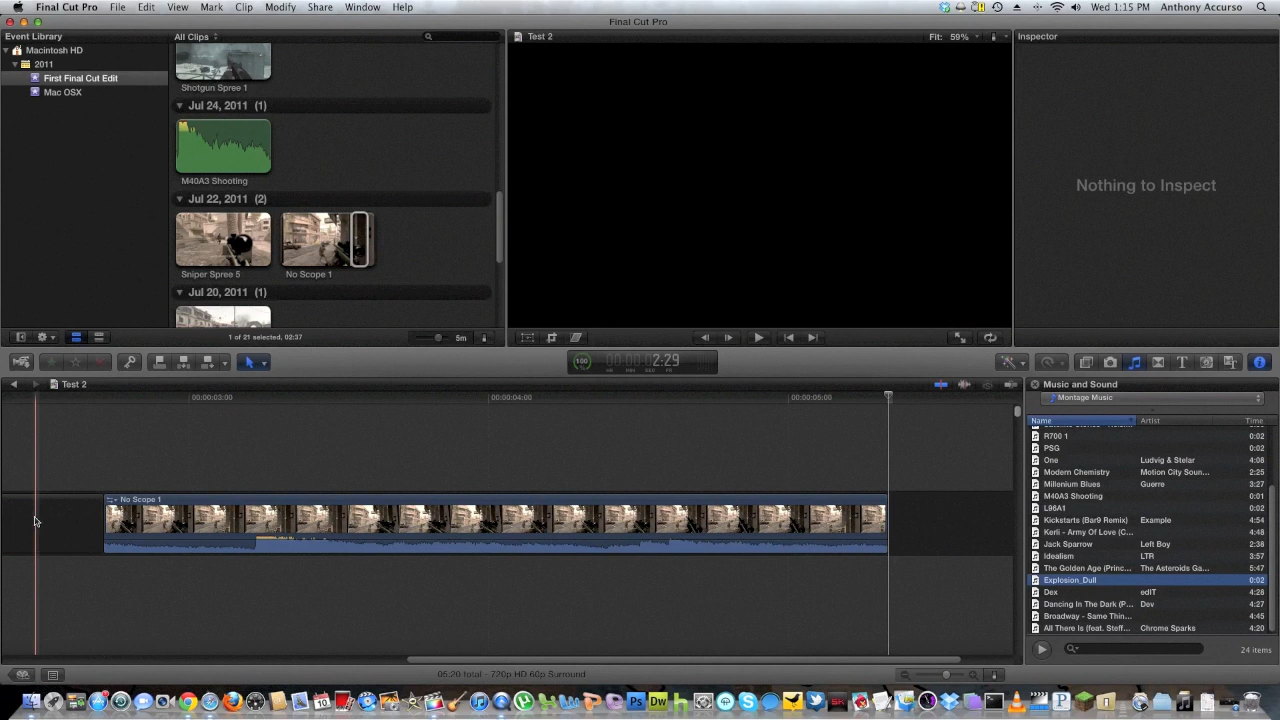 Final Cut Pro File Edit View Mark Clip Modify Share Window Help Wed 1:15 PM Anthony Accurso
Final Cut Pro
Event Library
Macintosh HD
2011
First Final Cut Edit
Mac OSX
All Clips
Shotgun Spree 1
Jul 24, 2011 (1)
M40A3 Shooting
Jul 22, 2011 (2)
Sniper Spree 5 No Scope 1
Jul 20, 2011 (1)
1 of 21 selected, 02:37 5m
Test 2 Fit: 59%
Inspector
Nothing to Inspect
100 2:29
HR MIN SEC FR
Test 2
00:00:03:00 00:00:04:00 00:00:05:00
No Scope 1
05:20 total - 720p HD 60p Surround
Music and Sound
Montage Music
Name Artist Time
R700 1 0:02
PSG 0:02
One Ludvig & Stelar 4:08
Modern Chemistry Motion City Soun... 2:25
Millenium Blues Guerre 3:27
M40A3 Shooting 0:01
L96A1 0:02
Kickstarts (Bar9 Remix) Example 4:54
Kerli - Army Of Love (C... 4:48
Jack Sparrow Left Boy 2:38
Idealism LTR 3:57
The Golden Age (Princ... The Asteroids Ga... 5:47
Explosion_Dull 0:02
Dex edIT 4:28
Dancing In The Dark (P... Dev 4:27
Broadway - Same Thin... 4:45
All There Is (feat. Steff... Chrome Sparks 4:20
24 items
Ps
Dw